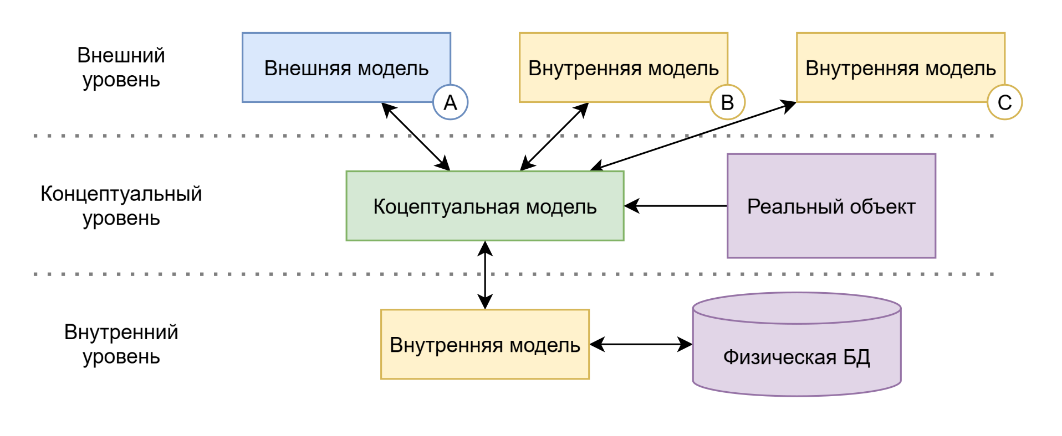 Внешний
уровень
Внешняя модель
A
Внутренняя модель
B
Внутренняя модель
C
Концептуальный
уровень
Коцептуальная модель
Реальный объект
Внутренний
уровень
Внутренняя модель
Физическая БД